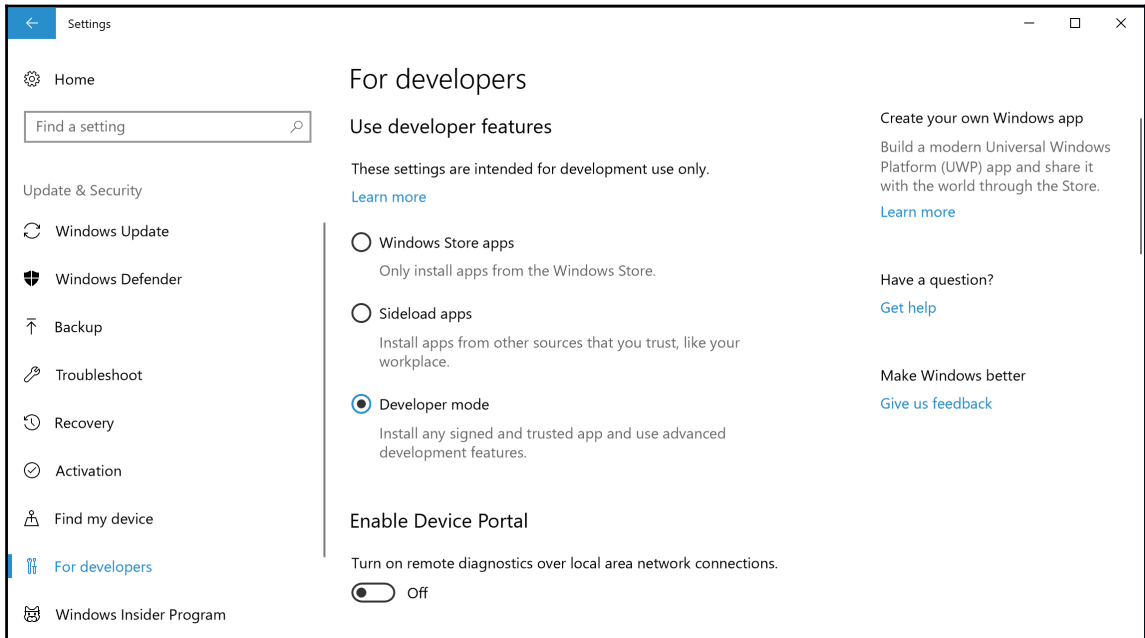 Settings
Home
Find a setting
Update & Security
Windows Update
Windows Defender
Backup
Troubleshoot
Recovery
Activation
Find my device
For developers
Windows Insider Program
For developers
Use developer features
These settings are intended for development use only.
Learn more
Windows Store apps
Only install apps from the Windows Store.
Sideload apps
Install apps from other sources that you trust, like your
workplace.
Developer mode
Install any signed and trusted app and use advanced
development features.
Enable Device Portal
Turn on remote diagnostics over local area network connections.
Off
Create your own Windows app
Build a modern Universal Windows
Platform (UWP) app and share it
with the world through the Store.
Learn more
Have a question?
Get help
Make Windows better
Give us feedback